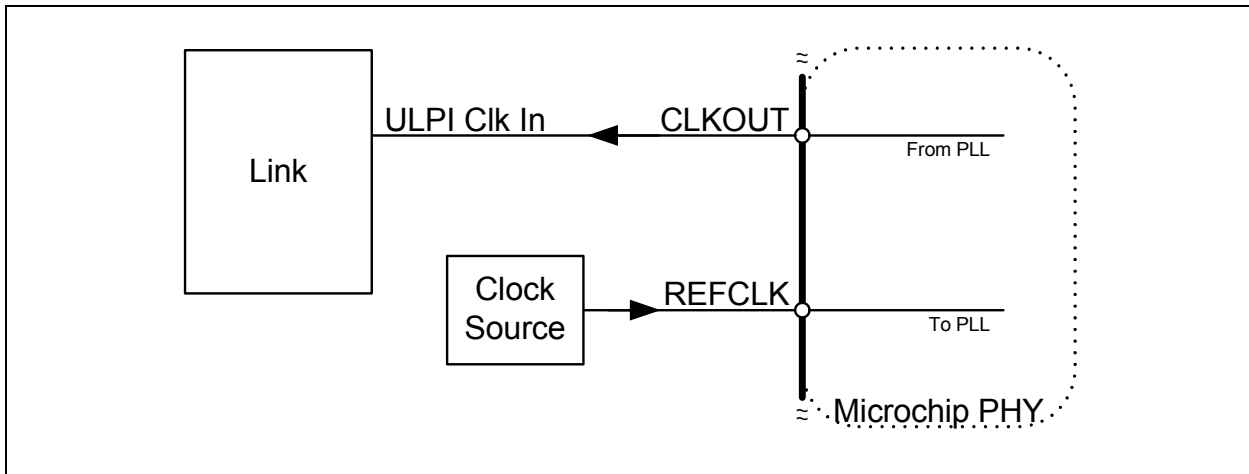 ULPI Clk In
CLKOUT
From PLL
Link
Clock
Source
REFCLK
To PLL
Microchip PHY